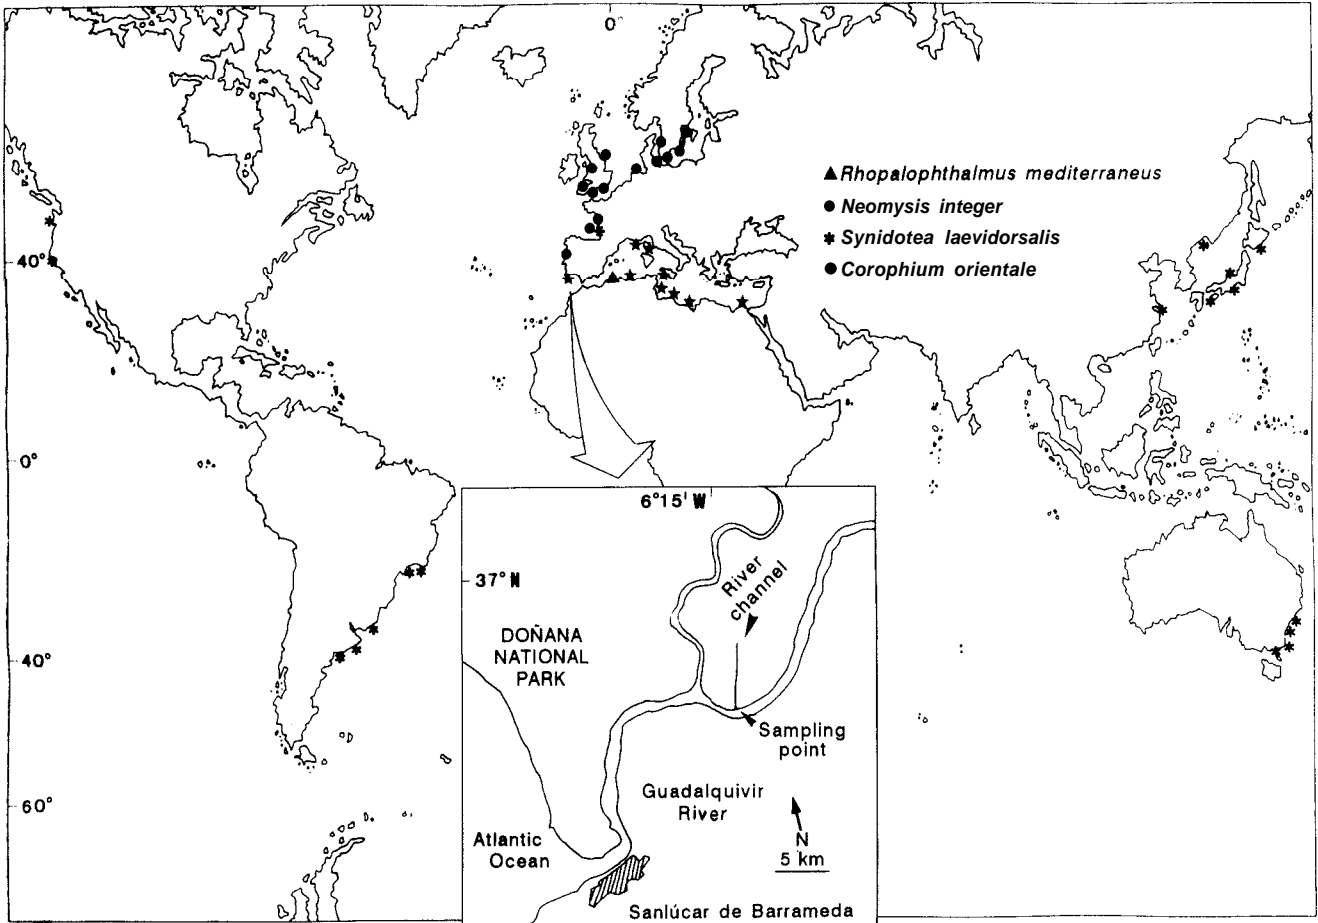 0°
▲ Rhopalophthalmus mediterraneus
● Neomysis integer
* Synidotea laevidorsalis
● Corophium orientale
40°
0°
40°
60°
6°15' W
37° N
River
channel
DOÑANA
NATIONAL
PARK
Sampling
point
Guadalquivir
River
Atlantic
Ocean
N
5 km
Sanlúcar de Barrameda